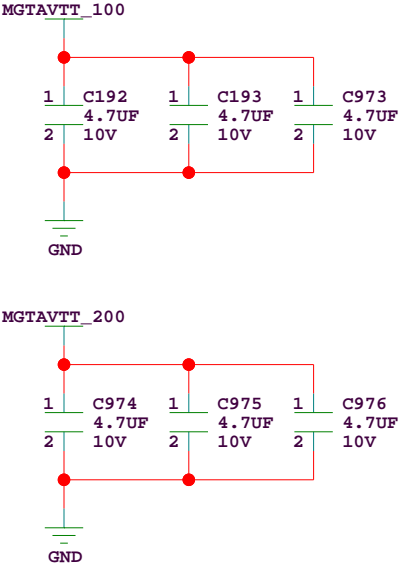 MGTAVTT_100
1 C192 1 C193 1 C973
4.7UF 4.7UF 4.7UF
2 10V 2 10V 2 10V
GND
MGTAVTT_200
1 C974 1 C975 1 C976
4.7UF 4.7UF 4.7UF
2 10V 2 10V 2 10V
GND